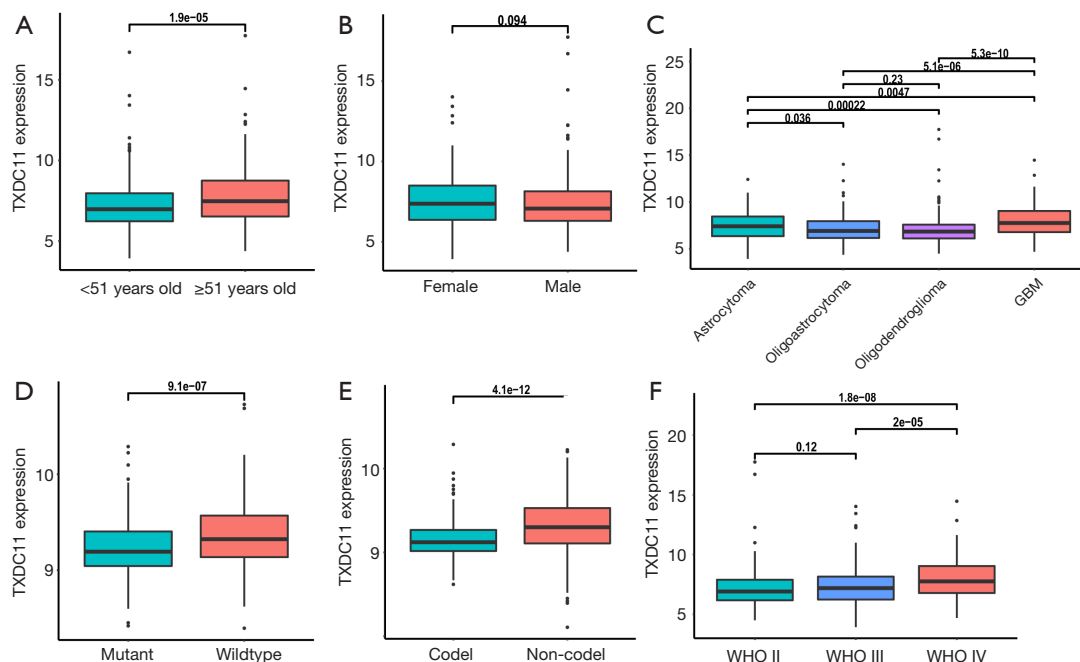 A
1.9e−05
TXDC11 expression
15
10
5
<51 years old ≥51 years old
B
0.094
TXDC11 expression
15
10
5
Female Male
C
5.3e−10
5.1e−06
0.23
0.0047
0.00022
0.036
TXDC11 expression
25
20
15
10
5
Astrocytoma
Oligoastrocytoma
Oligodendroglioma
GBM
D
9.1e−07
TXDC11 expression
10
9
Mutant Wildtype
E
4.1e−12
TXDC11 expression
10
9
Codel Non-codel
F
1.8e−08
2e−05
0.12
TXDC11 expression
20
15
10
5
WHO II WHO III WHO IV